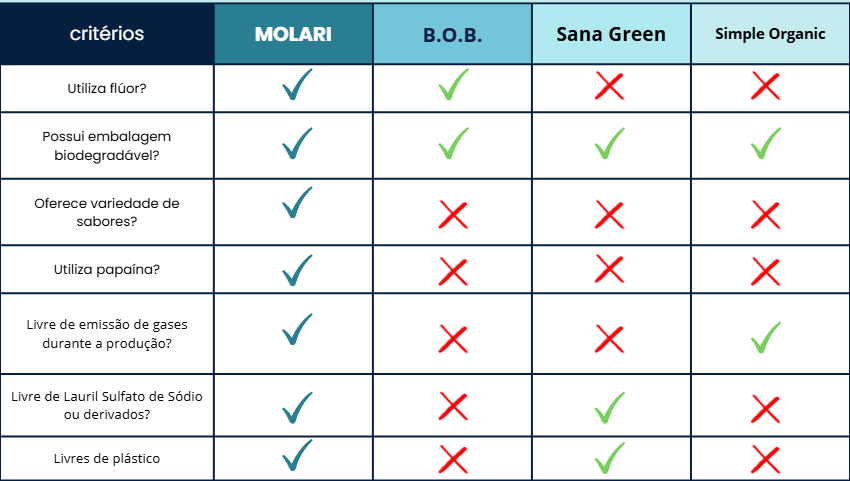 critérios MOLARI B.O.B. Sana Green Simple Organic
Utiliza flúor?
Possui embalagem
biodegradável?
Oferece variedade de
sabores?
Utiliza papaína?
Livre de emissão de gases
durante a produção?
Livre de Lauril Sulfato de Sódio
ou derivados?
Livres de plástico